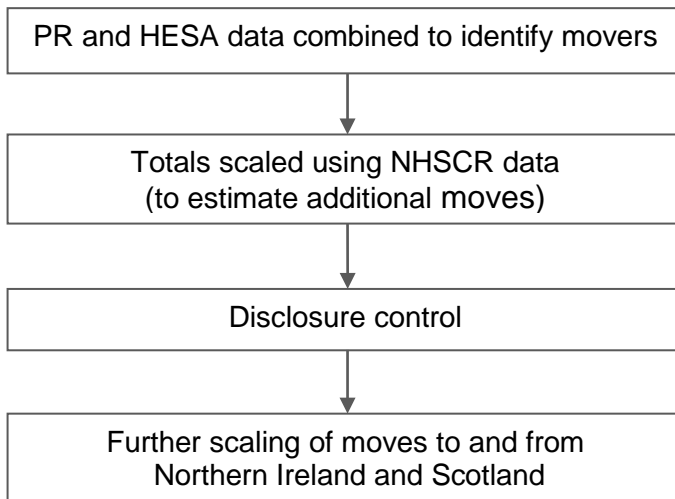 PR and HESA data combined to identify movers
Totals scaled using NHSCR data
(to estimate additional moves)
Disclosure control
Further scaling of moves to and from
Northern Ireland and Scotland